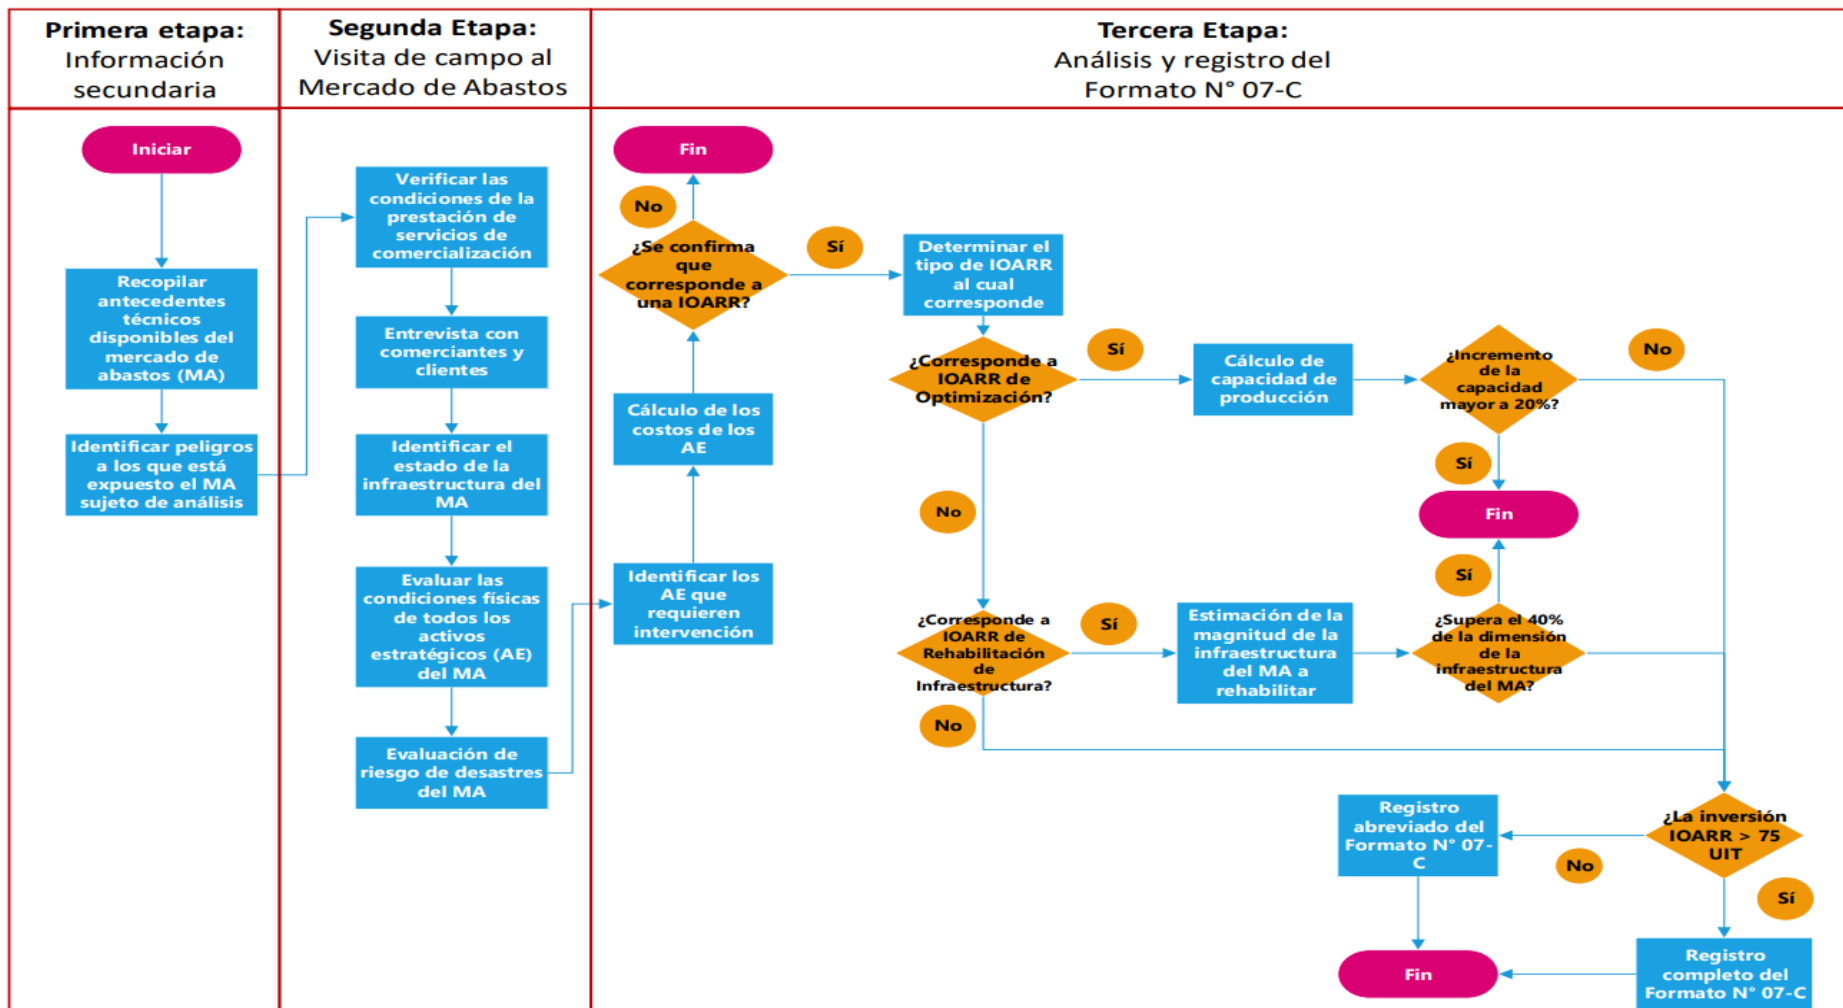 Primera etapa:
Información
secundaria
Segunda Etapa:
Visita de campo al
Mercado de Abastos
Tercera Etapa:
Análisis y registro del
Formato N° 07-C
Iniciar
Recopilar
antecedentes
técnicos
disponibles del
mercado de
abastos (MA)
Identificar peligros
a los que está
expuesto el MA
sujeto de análisis
Verificar las
condiciones de la
prestación de
servicios de
comercialización
Entrevista con
comerciantes y
clientes
Identificar el
estado de la
infraestructura del
MA
Evaluar las
condiciones físicas
de todos los
activos
estratégicos (AE)
del MA
Evaluación de
riesgo de desastres
del MA
Fin
No
¿Se confirma
que
corresponde a
una IOARR?
Sí
Cálculo de los
costos de los
AE
Identificar los
AE que
requieren
intervención
Determinar el
tipo de IOARR
al cual
corresponde
¿Corresponde a
IOARR de
Optimización?
Sí
Cálculo de
capacidad de
producción
¿Incremento
de la
capacidad
mayor a 20%?
No
Sí
Fin
No
Sí
¿Corresponde a
IOARR de
Rehabilitación
de
Infraestructura?
Sí
Estimación de la
magnitud de la
infraestructura
del MA a
rehabilitar
¿Supera el 40%
de la dimensión
de la
infraestructura
del MA?
No
¿La inversión
IOARR > 75
UIT
No
Sí
Registro
abreviado del
Formato N° 07-
C
Fin
Registro
completo del
Formato N° 07-C